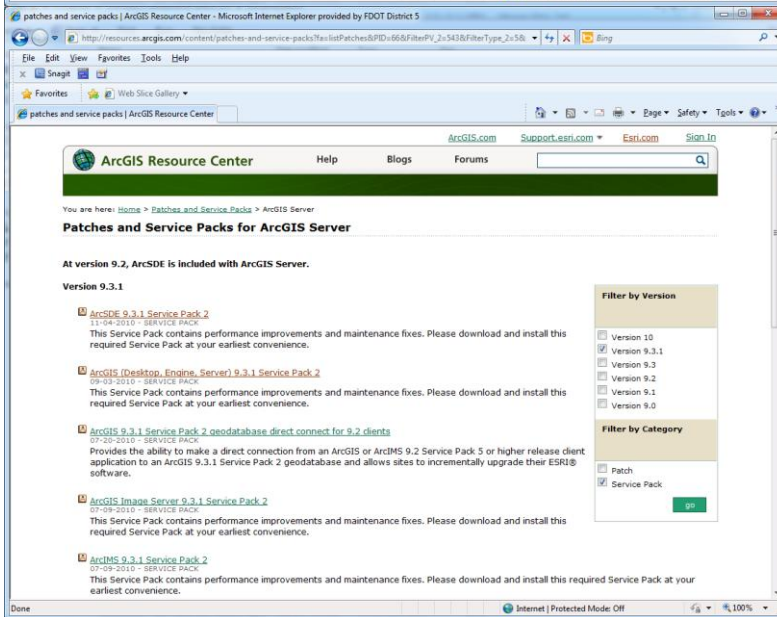 patches and service packs | ArcGIS Resource Center - Microsoft Internet Explorer provided by FDOT District 5
http://resources.arcgis.com/content/patches-and-service-packs?fa=listPatches&PID=66&FilterPV_2=543&FilterType_2=5&
Bing
File Edit View Favorites Tools Help
x Snagit
Favorites Web Slice Gallery
patches and service packs | ArcGIS Resource Center
Page Safety Tools
ArcGIS.com Support.esri.com Esri.com Sign In
ArcGIS Resource Center Help Blogs Forums
You are here: Home > Patches and Service Packs > ArcGIS Server
Patches and Service Packs for ArcGIS Server
At version 9.2, ArcSDE is included with ArcGIS Server.
Version 9.3.1
ArcSDE 9.3.1 Service Pack 2
11-04-2010 - SERVICE PACK
This Service Pack contains performance improvements and maintenance fixes. Please download and install this
required Service Pack at your earliest convenience.
ArcGIS (Desktop, Engine, Server) 9.3.1 Service Pack 2
09-03-2010 - SERVICE PACK
This Service Pack contains performance improvements and maintenance fixes. Please download and install this
required Service Pack at your earliest convenience.
ArcGIS 9.3.1 Service Pack 2 geodatabase direct connect for 9.2 clients
07-20-2010 - SERVICE PACK
Provides the ability to make a direct connection from an ArcGIS or ArcIMS 9.2 Service Pack 5 or higher release client
application to an ArcGIS 9.3.1 Service Pack 2 geodatabase and allows sites to incrementally upgrade their ESRI®
software.
ArcGIS Image Server 9.3.1 Service Pack 2
07-09-2010 - SERVICE PACK
This Service Pack contains performance improvements and maintenance fixes. Please download and install this
required Service Pack at your earliest convenience.
ArcIMS 9.3.1 Service Pack 2
07-09-2010 - SERVICE PACK
This Service Pack contains performance improvements and maintenance fixes. Please download and install this required Service Pack at your
earliest convenience.
Filter by Version
Version 10
Version 9.3.1
Version 9.3
Version 9.2
Version 9.1
Version 9.0
Filter by Category
Patch
Service Pack
go
Done Internet | Protected Mode: Off 100%